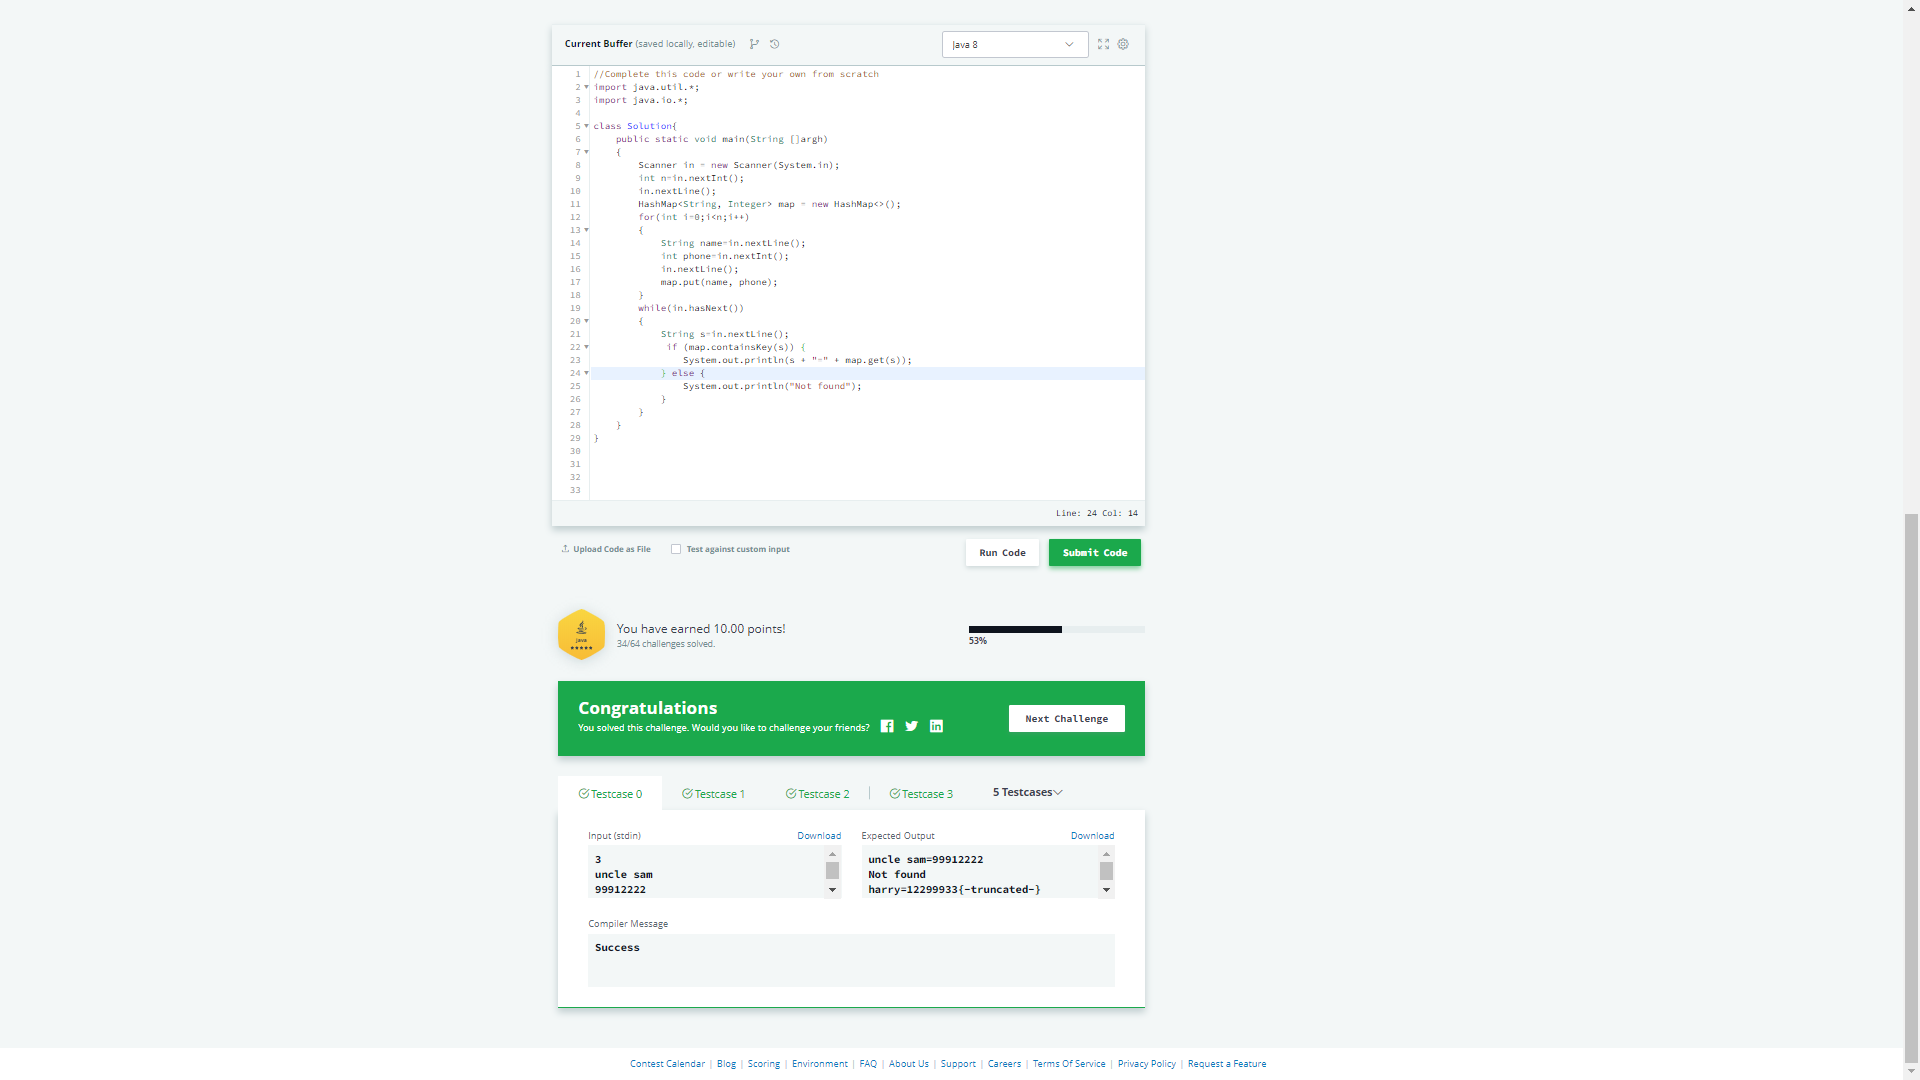 Current Buffer (saved locally, editable)
Java 8
1 //Complete this code or write your own from scratch
2 import java.util.*;
3 import java.io.*;
4
5 class Solution{
6 public static void main(String []argh)
7 {
8 Scanner in = new Scanner(System.in);
9 int n=in.nextInt();
10 in.nextLine();
11 HashMap<String, Integer> map = new HashMap<>();
12 for(int i=0;i<n;i++)
13 {
14 String name=in.nextLine();
15 int phone=in.nextInt();
16 in.nextLine();
17 map.put(name, phone);
18 }
19 while(in.hasNext())
20 {
21 String s=in.nextLine();
22 if (map.containsKey(s)) {
23 System.out.println(s + "=" + map.get(s));
24 } else {
25 System.out.println("Not found");
26 }
27 }
28 }
29 }
30
31
32
33
Line: 24 Col: 14
Upload Code as File
Test against custom input
Run Code
Submit Code
Java
You have earned 10.00 points!
34/64 challenges solved.
53%
Congratulations
You solved this challenge. Would you like to challenge your friends?
Next Challenge
Testcase 0
Testcase 1
Testcase 2
Testcase 3
5 Testcases
Input (stdin)
Download
3
uncle sam
99912222
Expected Output
Download
uncle sam=99912222
Not found
harry=12299933{-truncated-}
Compiler Message
Success
Contest Calendar | Blog | Scoring | Environment | FAQ | About Us | Support | Careers | Terms Of Service | Privacy Policy | Request a Feature